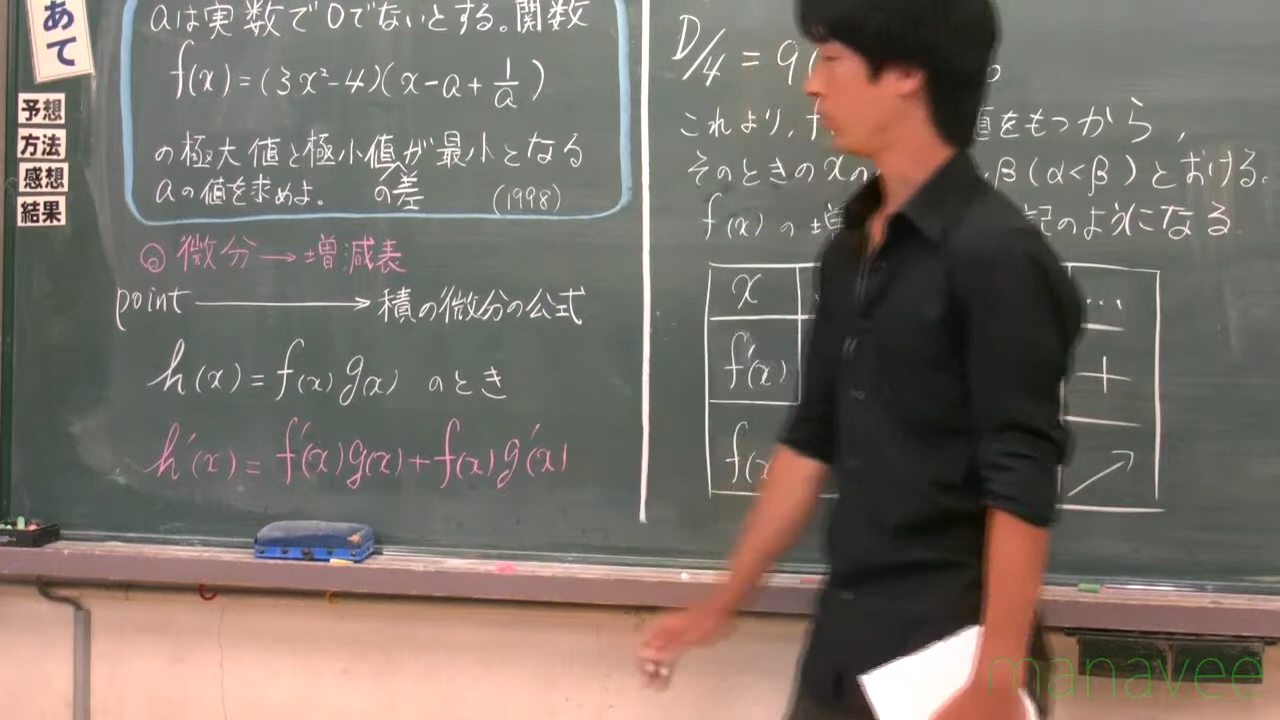 あて
予想
方法
感想
結果
aは実数で0でないとする。関数
f(x)=(3x²-4)(x-a+1/a)
の極大値と極小値の差が最小となる
aの値を求めよ。 (1998)
微分→増減表
point→積の微分の公式
h(x)=f(x)g(x) のとき
h'(x)=f'(x)g(x)+f(x)g'(x)
D/4=9(
これより,f 値をもつから,
そのときのxの β(α<β)とおける。
f(x)の増 記のようになる
x …
f'(x) +
f(x) ↗
manavee